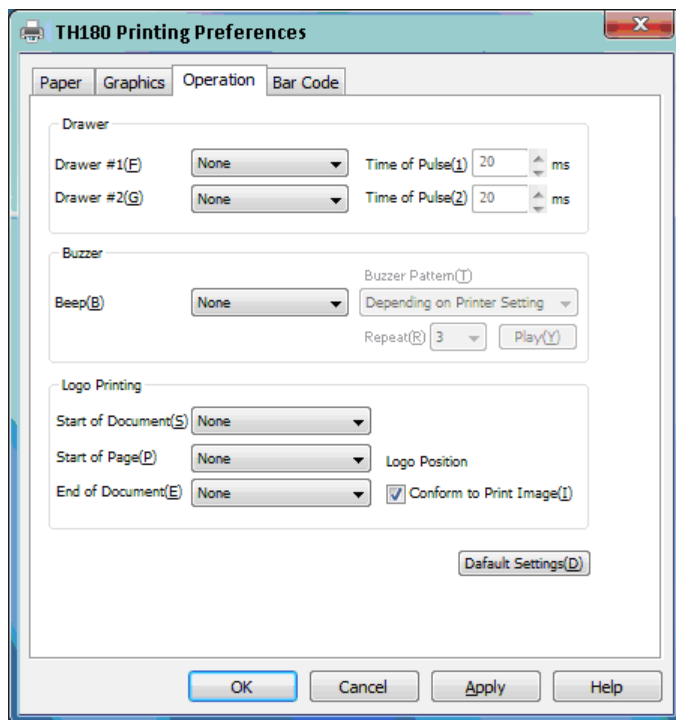 TH180 Printing Preferences
Paper Graphics Operation Bar Code
Drawer
Drawer #1(F) None Time of Pulse(1) 20 ms
Drawer #2(G) None Time of Pulse(2) 20 ms
Buzzer
Buzzer Pattern(T)
Beep(B) None Depending on Printer Setting
Repeat(R) 3 Play(Y)
Logo Printing
Start of Document(S) None
Start of Page(P) None Logo Position
End of Document(E) None Conform to Print Image(I)
Dafault Settings(D)
OK Cancel Apply Help